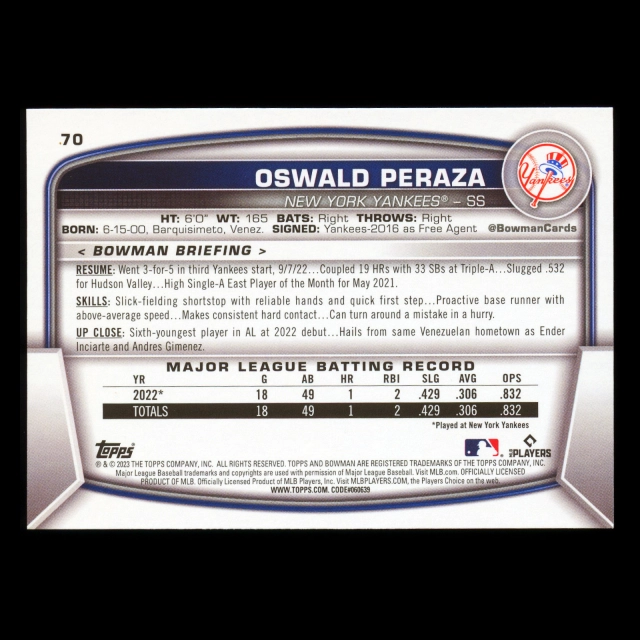 70
OSWALD PERAZA
Yankees
NEW YORK YANKEES® – SS
HT: 6'0" WT: 165 BATS: Right THROWS: Right
BORN: 6-15-00, Barquisimeto, Venez. SIGNED: Yankees-2016 as Free Agent @BowmanCards
< BOWMAN BRIEFING >
RESUME: Went 3-for-5 in third Yankees start, 9/7/22...Coupled 19 HRs with 33 SBs at Triple-A...Slugged .532
for Hudson Valley...High Single-A East Player of the Month for May 2021.
SKILLS: Slick-fielding shortstop with reliable hands and quick first step...Proactive base runner with
above-average speed...Makes consistent hard contact...Can turn around a mistake in a hurry.
UP CLOSE: Sixth-youngest player in AL at 2022 debut...Hails from same Venezuelan hometown as Ender
Inciarte and Andres Gimenez.
MAJOR LEAGUE BATTING RECORD
YR G AB HR RBI SLG AVG OPS
2022* 18 49 1 2 .429 .306 .832
TOTALS 18 49 1 2 .429 .306 .832
*Played at New York Yankees
Topps
MLB PLAYERS
® & © 2023 THE TOPPS COMPANY, INC. ALL RIGHTS RESERVED. TOPPS AND BOWMAN ARE REGISTERED TRADEMARKS OF THE TOPPS COMPANY, INC.
Major League Baseball trademarks and copyrights are used with permission of Major League Baseball. Visit MLB.com. OFFICIALLY LICENSED
PRODUCT OF MLB. Officially Licensed Product of MLB Players, Inc. Visit MLBPLAYERS.com, the Players Choice on the web.
WWW.TOPPS.COM. CODE#060639